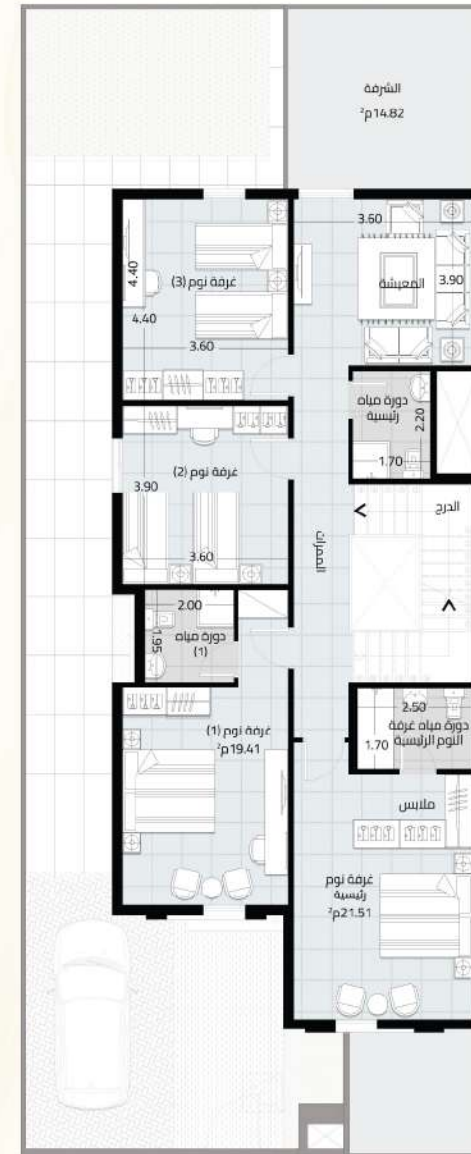 الشرفة
14.82م²
3.60
المعيشة
3.90
4.40
غرفة نوم (3)
4.40
3.60
دورة مياه
رئيسية
2.20
1.70
غرفة نوم (2)
3.90
3.60
الممرات
الدرج
2.00
دورة مياه
(1)
1.95
2.50
دورة مياه غرفة
النوم الرئيسية
1.70
غرفة نوم (1)
19.41م²
ملابس
غرفة نوم
رئيسية
21.51م²